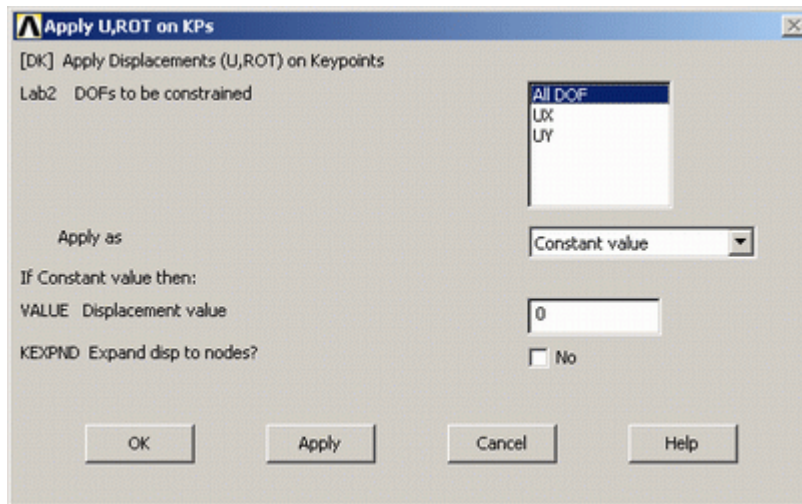 Apply U,ROT on KPs
[DK] Apply Displacements (U,ROT) on Keypoints
Lab2 DOFs to be constrained
All DOF
UX
UY
Apply as
Constant value
If Constant value then:
VALUE Displacement value
0
KEXPND Expand disp to nodes?
No
OK Apply Cancel Help